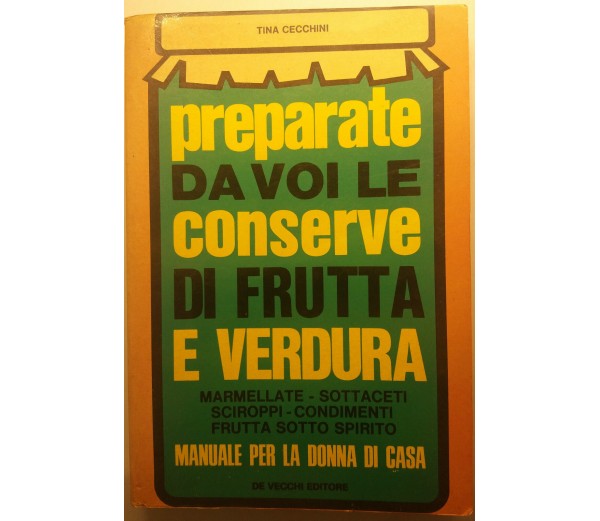 TINA CECCHINI
preparate
DA VOI LE
conserve
DI FRUTTA
E VERDURA
MARMELLATE - SOTTACETI
SCIROPPI - CONDIMENTI
FRUTTA SOTTO SPIRITO
MANUALE PER LA DONNA DI CASA
DE VECCHI EDITORE